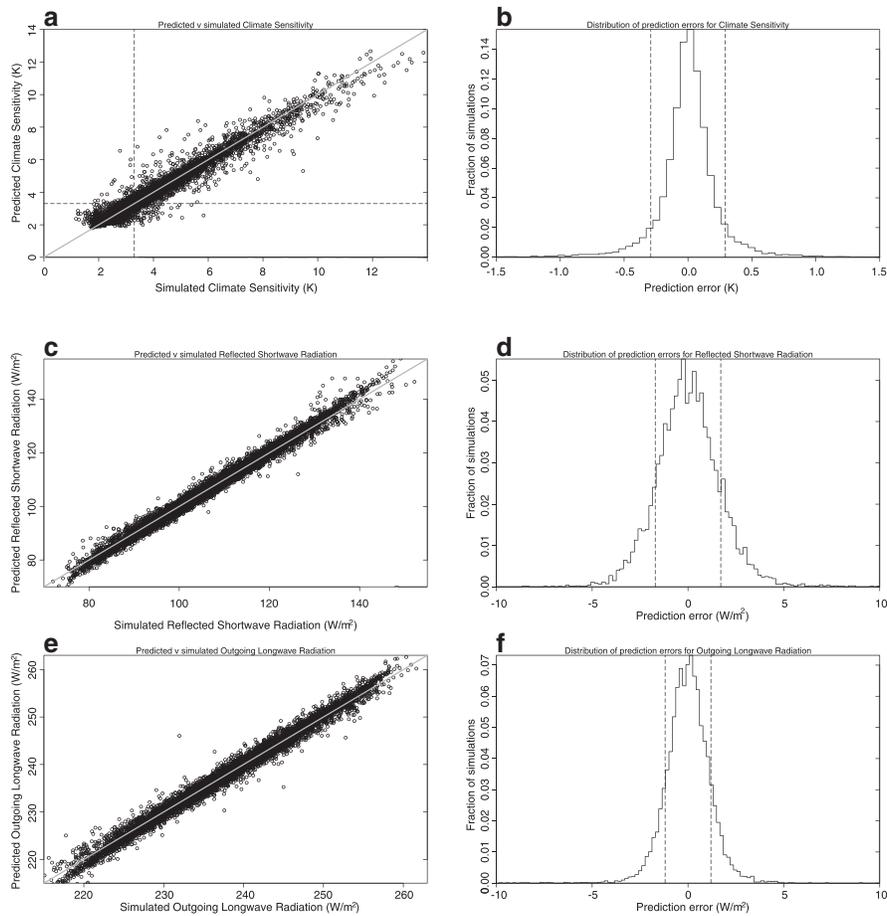 a
Predicted v simulated Climate Sensitivity
Predicted Climate Sensitivity (K)
14
12
10
8
6
4
2
0
0 2 4 6 8 10 12
Simulated Climate Sensitivity (K)
b
Distribution of prediction errors for Climate Sensitivity
Fraction of simulations
0.14
0.12
0.10
0.08
0.06
0.04
0.02
0.00
-1.5 -1.0 -0.5 0.0 0.5 1.0 1.5
Prediction error (K)
c
Predicted v simulated Reflected Shortwave Radiation
Predicted Reflected Shortwave Radiation (W/m²)
140
120
100
80
80 100 120 140
Simulated Reflected Shortwave Radiation (W/m²)
d
Distribution of prediction errors for Reflected Shortwave Radiation
Fraction of simulations
0.05
0.04
0.03
0.02
0.01
0.00
-10 -5 0 5 10
Prediction error (W/m²)
e
Predicted v simulated Outgoing Longwave Radiation
Predicted Outgoing Longwave Radiation (W/m²)
260
250
240
230
220
220 230 240 250 260
Simulated Outgoing Longwave Radiation (W/m²)
f
Distribution of prediction errors for Outgoing Longwave Radiation
Fraction of simulations
0.07
0.06
0.05
0.04
0.03
0.02
0.01
0.00
-10 -5 0 5 10
Prediction error (W/m²)